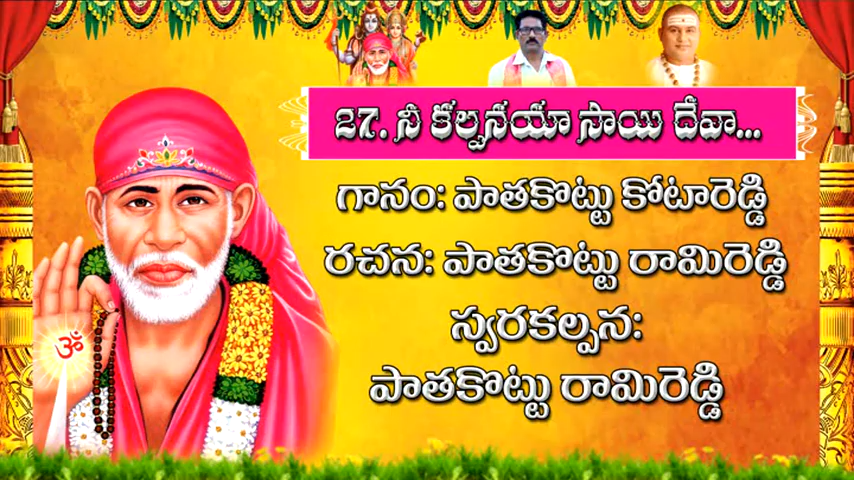 27. నీ కల్పనయా సాయి దేవా...
గానం: పాతకొట్టు కోటారెడ్డి
రచన: పాతకొట్టు రామిరెడ్డి
స్వరకల్పన:
పాతకొట్టు రామిరెడ్డి
ॐ